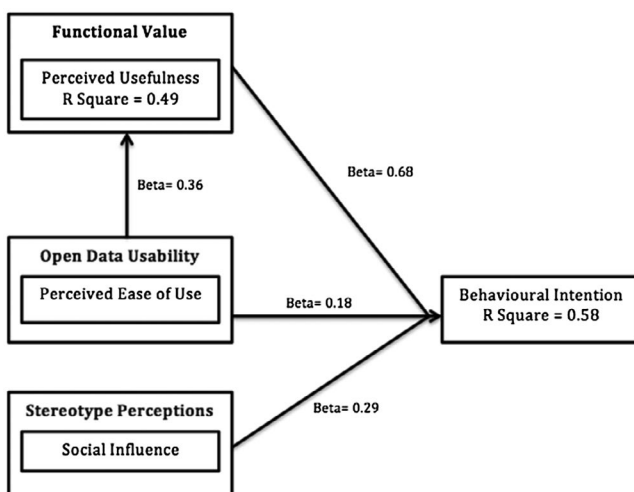 Functional Value
Perceived Usefulness
R Square = 0.49
Beta= 0.68
Beta= 0.36
Open Data Usability
Perceived Ease of Use
Beta= 0.18
Behavioural Intention
R Square = 0.58
Stereotype Perceptions
Beta= 0.29
Social Influence